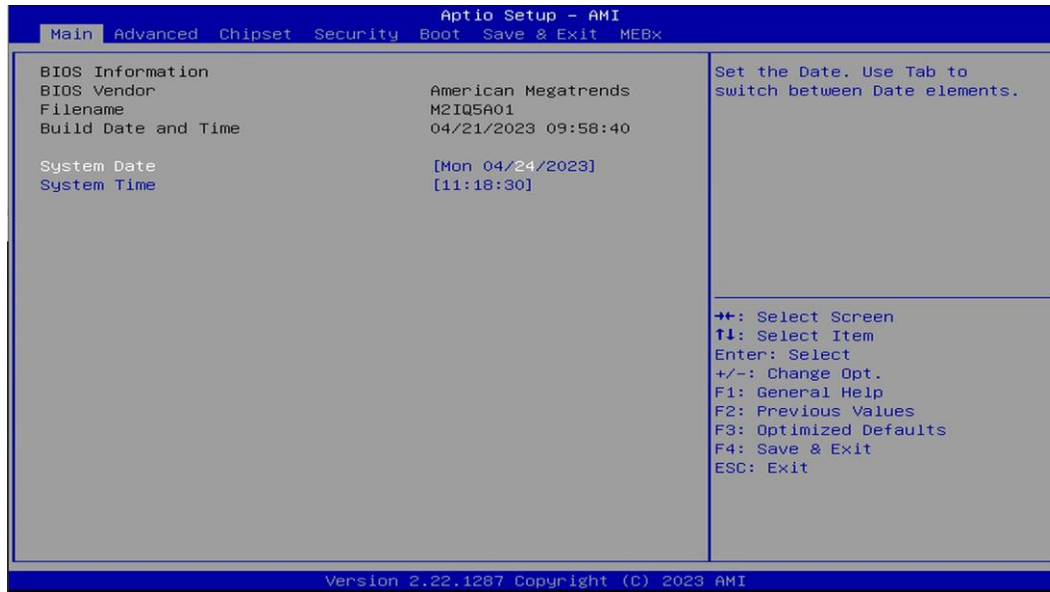 Aptio Setup – AMI
Main Advanced Chipset Security Boot Save & Exit MEBx
BIOS Information
BIOS Vendor American Megatrends
Filename M2IQ5A01
Build Date and Time 04/21/2023 09:58:40
System Date [Mon 04/24/2023]
System Time [11:18:30]
Set the Date. Use Tab to
switch between Date elements.
→←: Select Screen
↑↓: Select Item
Enter: Select
+/-: Change Opt.
F1: General Help
F2: Previous Values
F3: Optimized Defaults
F4: Save & Exit
ESC: Exit
Version 2.22.1287 Copyright (C) 2023 AMI